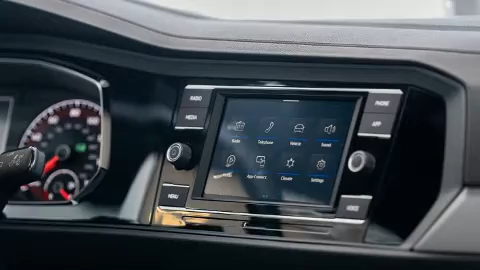 RADIO
MEDIA
MENU
Radio Telephone Vehicle Sound
App-Connect Climate Settings
PHONE
APP
VOICE